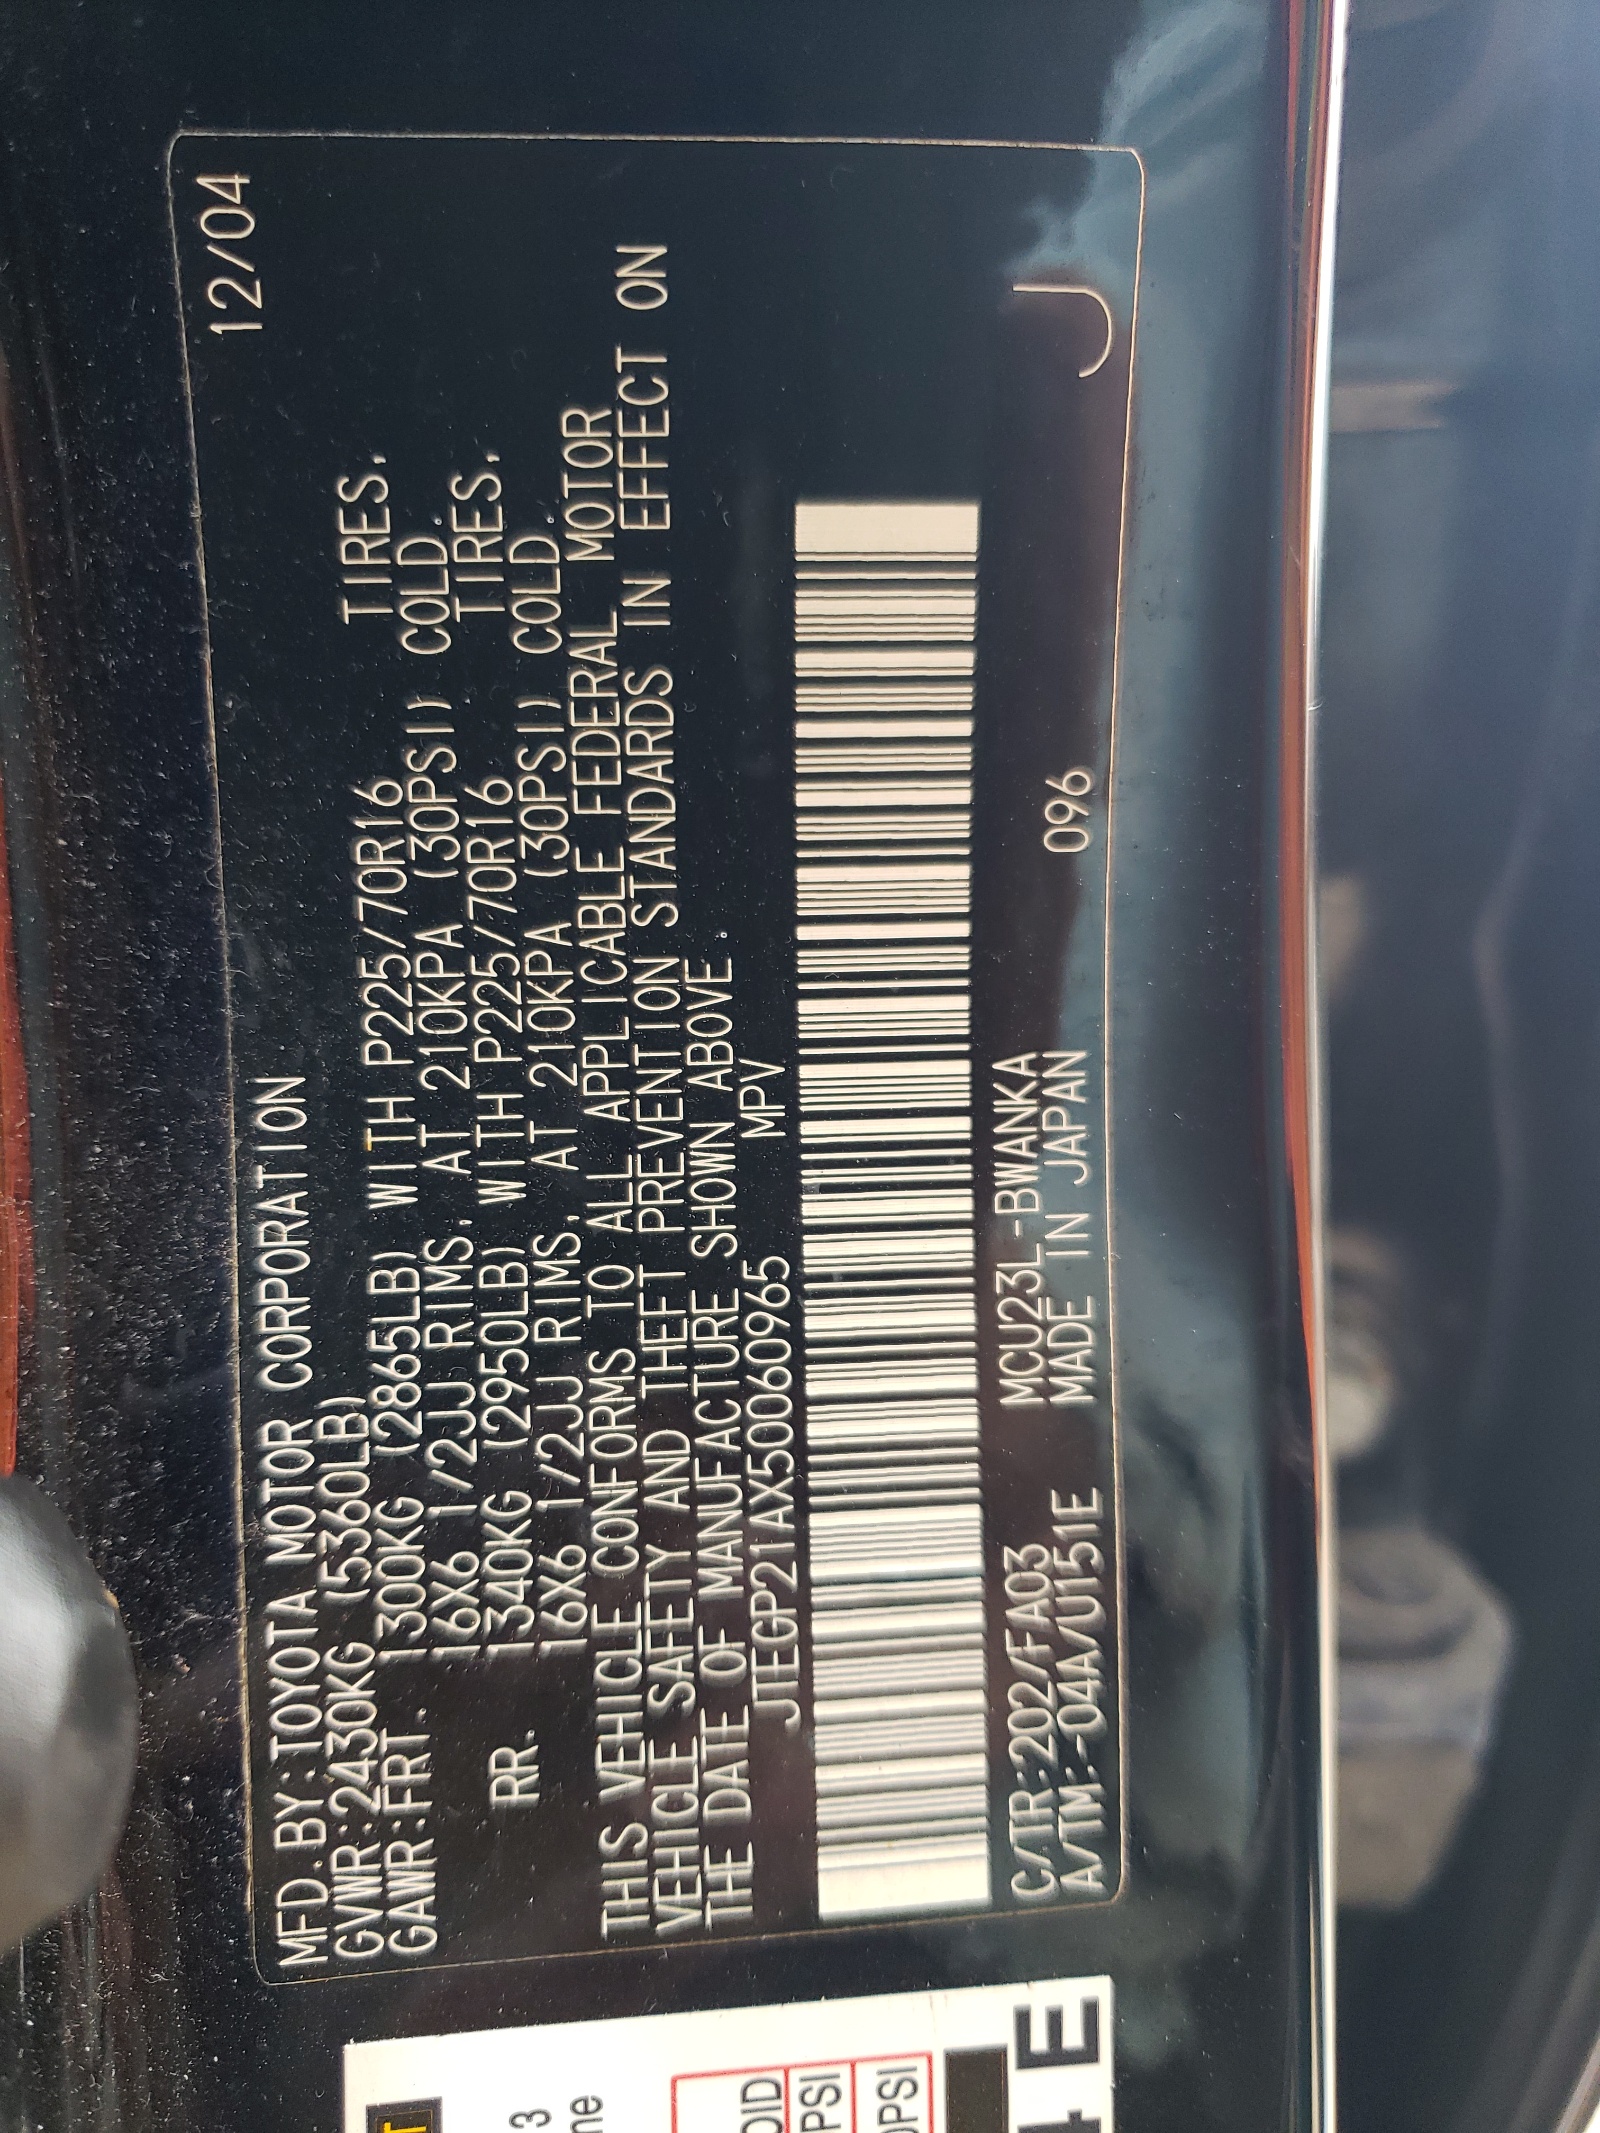 MFD.BY:TOYOTA MOTOR CORPORATION 12/04
GVWR:2430KG (5360LB)
GAWR:FRT. 1300KG (2865LB) WITH P225/70R16 TIRES,
16X6 1/2JJ RIMS, AT 210KPA (30PSI) COLD.
RR. 1340KG (2950LB) WITH P225/70R16 TIRES,
16X6 1/2JJ RIMS, AT 210KPA (30PSI) COLD.
THIS VEHICLE CONFORMS TO ALL APPLICABLE FEDERAL MOTOR
VEHICLE SAFETY AND THEFT PREVENTION STANDARDS IN EFFECT ON
THE DATE OF MANUFACTURE SHOWN ABOVE.
JTEGP21AX50060965 MPV
C/TR:202/FA03 MCU23L-BWANKA
A/TM:-04A/U151E MADE IN JAPAN 096 J
3
PSI
E